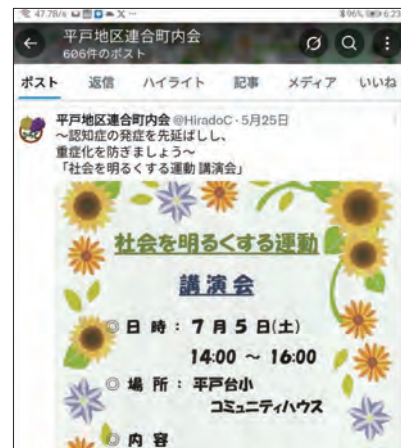 47.78/s
96% 6:23
平戸地区連合町内会
606件のポスト
ポスト 返信 ハイライト 記事 メディア いいね
平戸地区連合町内会 @HiradoC・5月25日
～認知症の発症を先延ばしし、
重症化を防ぎましょう～
「社会を明るくする運動 講演会」
社会を明るくする運動
講演会
◎ 日 時 : 7 月 5 日(土)
14:00 ～ 16:00
◎ 場 所 : 平戸台小
コミュニティハウス
◎ 内 容